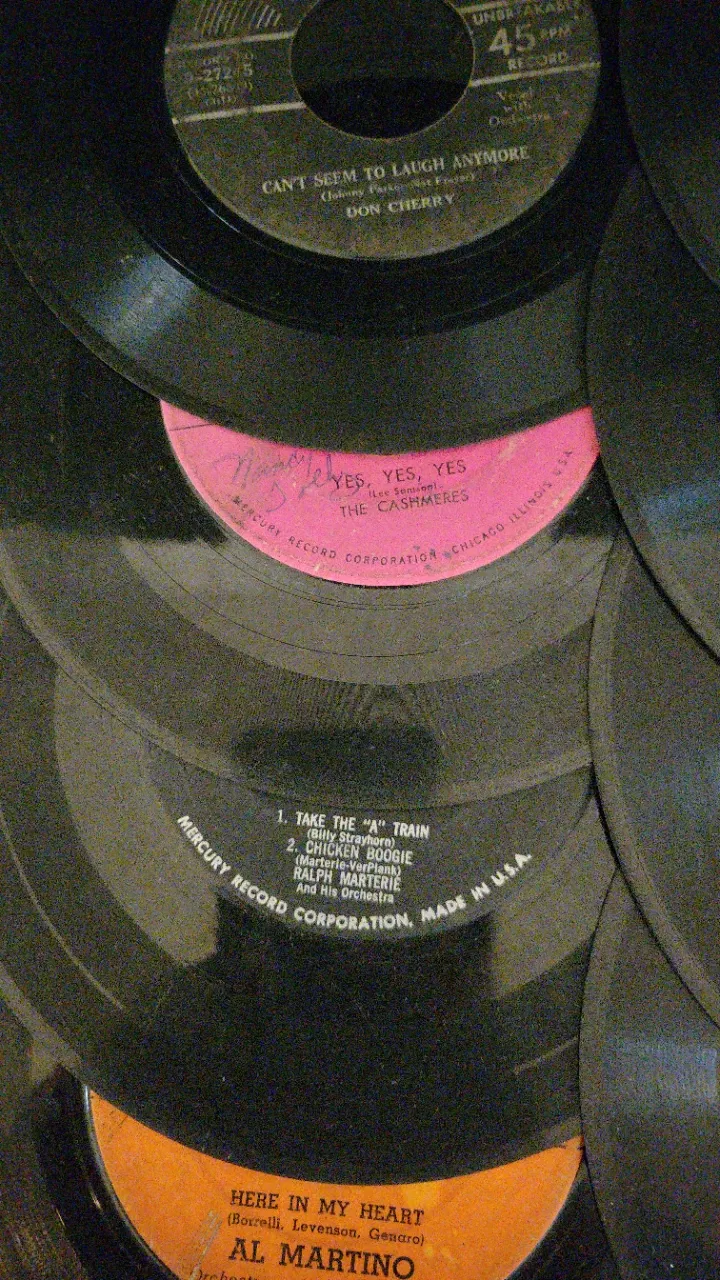 UNBREAKABLE
45 RPM
RECORD
Vocal
with
Orchestra
CAN'T SEEM TO LAUGH ANYMORE
DON CHERRY
YES, YES, YES
THE CASHMERES
MERCURY RECORD CORPORATION CHICAGO ILLINOIS U.S.A.
1. TAKE THE "A" TRAIN
(Billy Strayhorn)
2. CHICKEN BOOGIE
(Marterie-VerPlank)
RALPH MARTERIE
And His Orchestra
MERCURY RECORD CORPORATION, MADE IN U.S.A.
HERE IN MY HEART
(Borrelli, Levenson, Genaro)
AL MARTINO